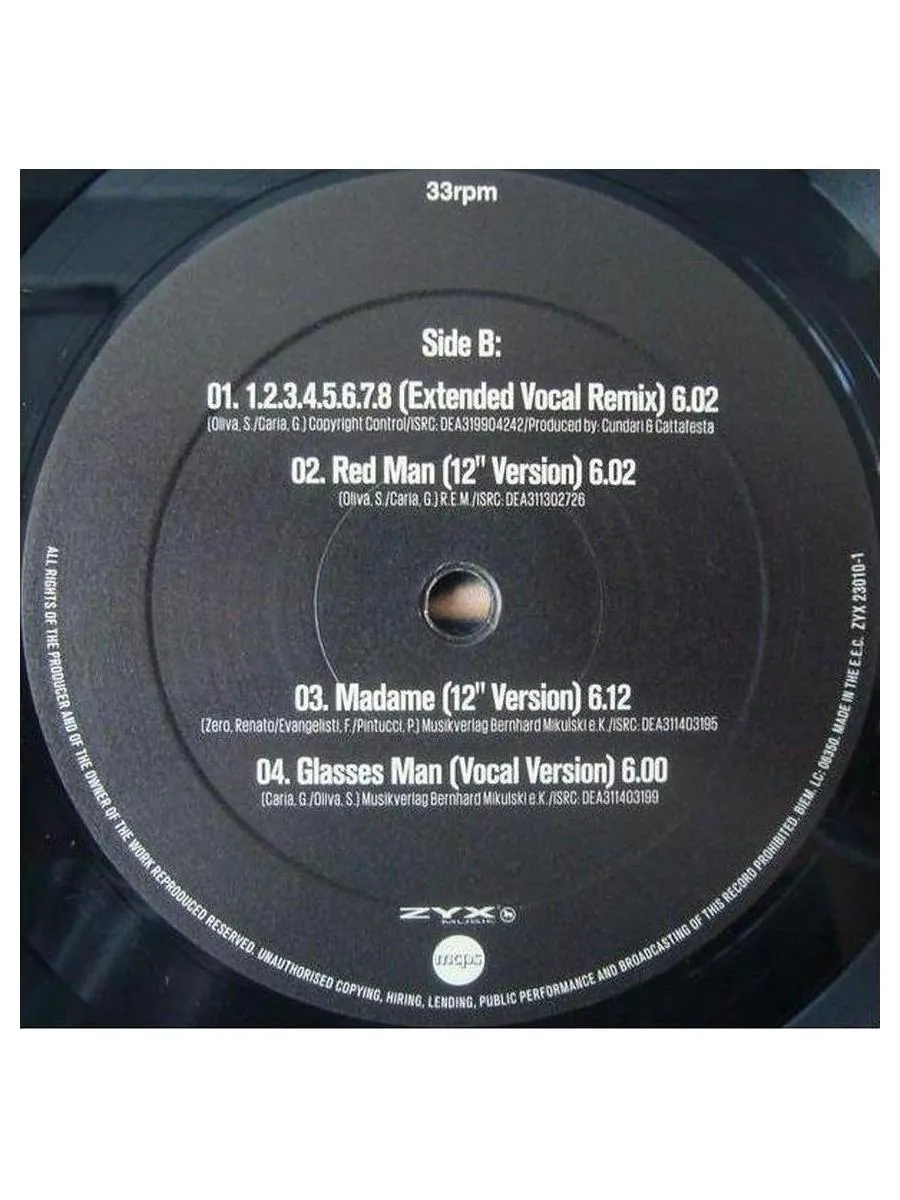 33rpm
Side B:
01. 1.2.3.4.5.6.7.8 (Extended Vocal Remix) 6.02
(Oliva, S./Caria, G.) Copyright Control/ISRC: DEA319904242/Produced by: Cundari & Cattafesta
02. Red Man (12" Version) 6.02
(Oliva, S./Caria, G.) R.E.M./ISRC: DEA311302726
03. Madame (12" Version) 6.12
(Zero, Renato/Evangelisti, F./Pintucci, P.) Musikverlag Bernhard Mikulski e.K./ISRC: DEA311403195
04. Glasses Man (Vocal Version) 6.00
(Caria, G./Oliva, S.) Musikverlag Bernhard Mikulski e.K./ISRC: DEA311403199
ZYX
MUSIC
mcps
ALL RIGHTS OF THE PRODUCER AND OF THE OWNER OF THE WORK REPRODUCED RESERVED. UNAUTHORISED COPYING, HIRING, LENDING, PUBLIC PERFORMANCE AND BROADCASTING OF THIS RECORD PROHIBITED. BIEM. LC: 06350. MADE IN THE E.E.C. ZYX 23010-1